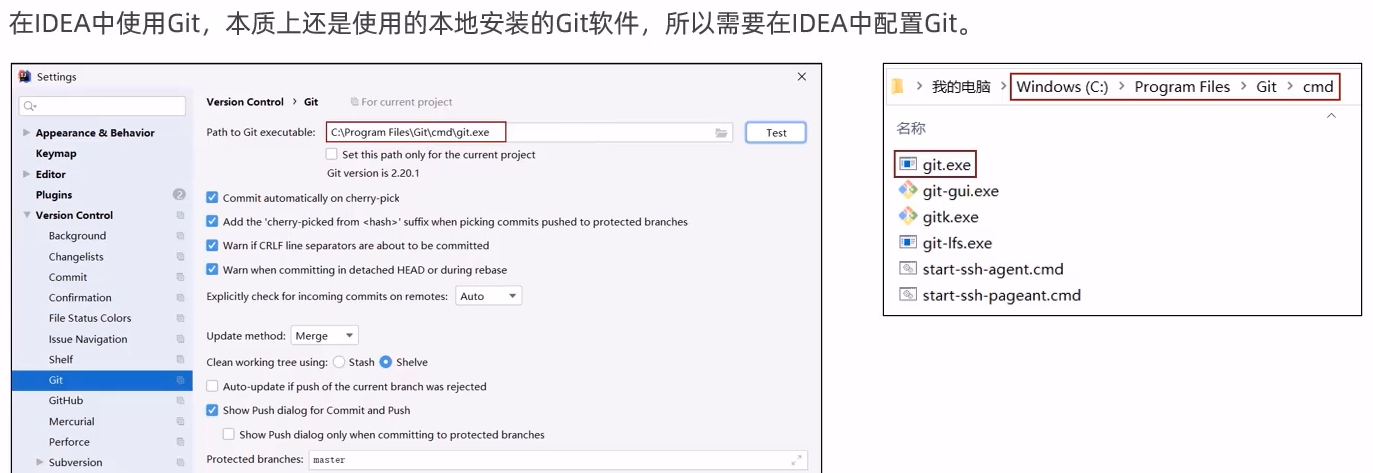 在IDEA中使用Git，本质上还是使用的本地安装的Git软件，所以需要在IDEA中配置Git。
Settings
Version Control › Git
For current project
Appearance & Behavior
Keymap
Editor
Plugins
2
Version Control
Background
Changelists
Commit
Confirmation
File Status Colors
Issue Navigation
Shelf
Git
GitHub
Mercurial
Perforce
Subversion
Path to Git executable:
C:\Program Files\Git\cmd\git.exe
Test
Set this path only for the current project
Git version is 2.20.1
Commit automatically on cherry-pick
Add the 'cherry-picked from <hash>' suffix when picking commits pushed to protected branches
Warn if CRLF line separators are about to be committed
Warn when committing in detached HEAD or during rebase
Explicitly check for incoming commits on remotes: Auto
Update method: Merge
Clean working tree using: Stash Shelve
Auto-update if push of the current branch was rejected
Show Push dialog for Commit and Push
Show Push dialog only when committing to protected branches
Protected branches: master
我的电脑 › Windows (C:) › Program Files › Git › cmd
名称
git.exe
git-gui.exe
gitk.exe
git-lfs.exe
start-ssh-agent.cmd
start-ssh-pageant.cmd